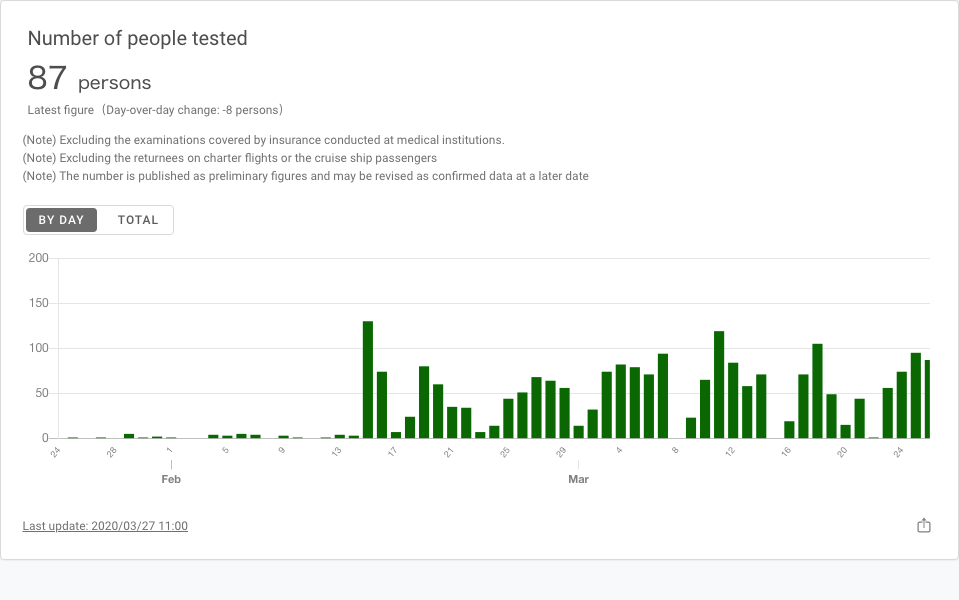 Number of people tested
87 persons
Latest figure（Day-over-day change: -8 persons）
(Note) Excluding the examinations covered by insurance conducted at medical institutions.
(Note) Excluding the returnees on charter flights or the cruise ship passengers
(Note) The number is published as preliminary figures and may be revised as confirmed data at a later date
BY DAY TOTAL
200
150
100
50
0
24 28 1 5 9 13 17 21 25 29 4 8 12 16 20 24
Feb Mar
Last update: 2020/03/27 11:00